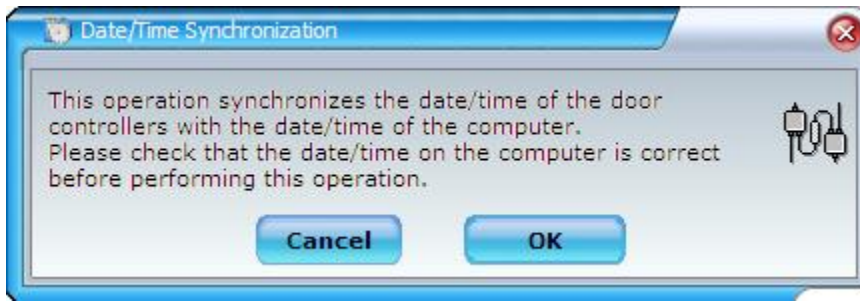 Date/Time Synchronization
This operation synchronizes the date/time of the door
controllers with the date/time of the computer.
Please check that the date/time on the computer is correct
before performing this operation.
Cancel OK